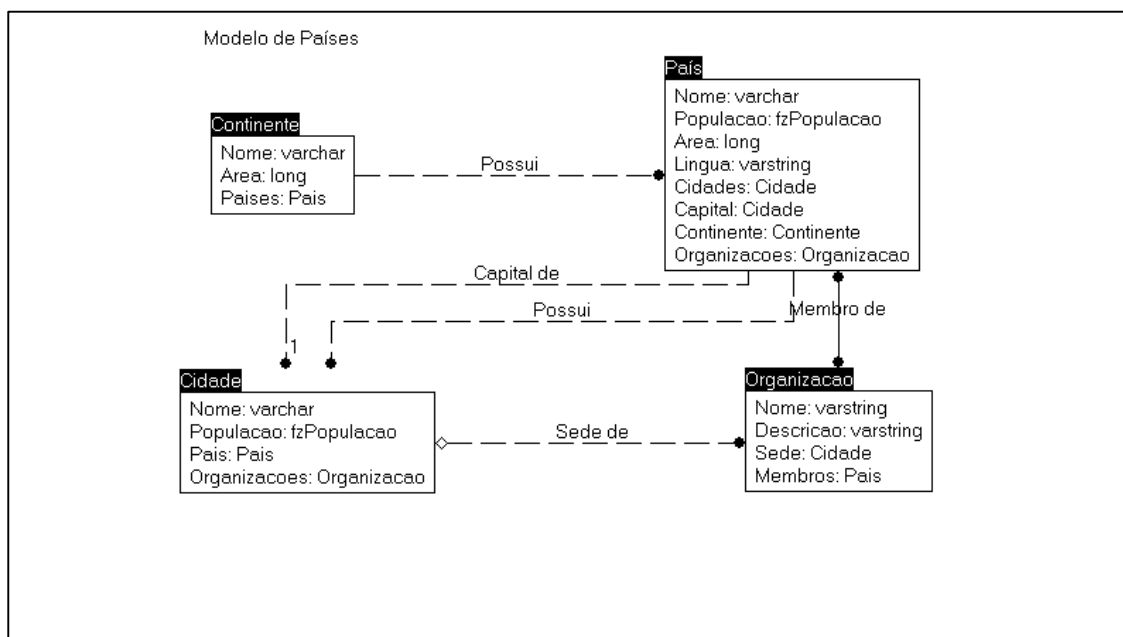 Modelo de Países
País
Nome: varchar
Populacao: fzPopulacao
Area: long
Lingua: varstring
Cidades: Cidade
Capital: Cidade
Continente: Continente
Organizacoes: Organizacao
Continente
Nome: varchar
Area: long
Paises: Pais
Possui
Capital de
Possui
Membro de
1
Cidade
Nome: varchar
Populacao: fzPopulacao
Pais: Pais
Organizacoes: Organizacao
Sede de
Organizacao
Nome: varstring
Descricao: varstring
Sede: Cidade
Membros: Pais